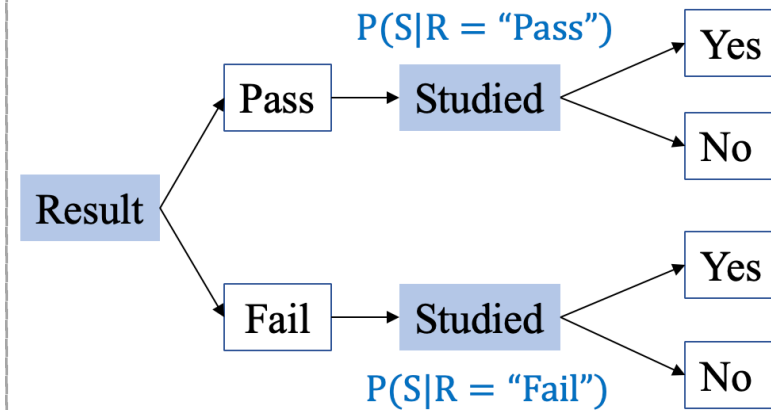 P(S|R = “Pass”)
Yes
Pass
Studied
No
Result
Yes
Fail
Studied
No
P(S|R = “Fail”)